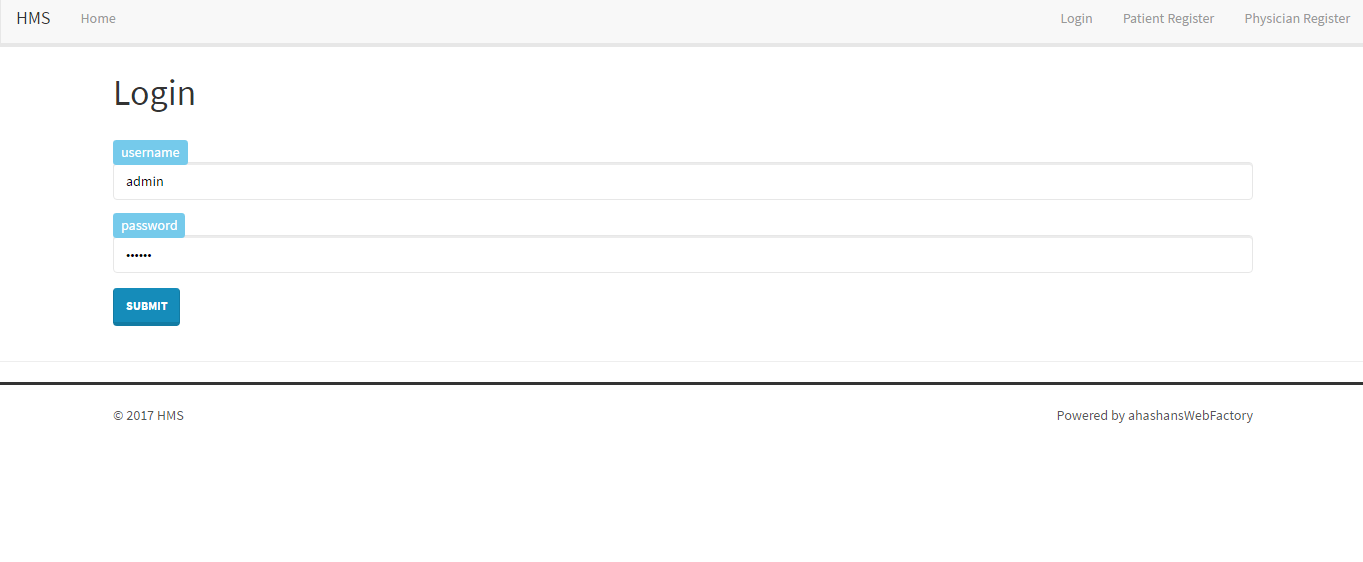 HMS Home Login Patient Register Physician Register
Login
username
admin
password
••••••
SUBMIT
© 2017 HMS Powered by ahashansWebFactory